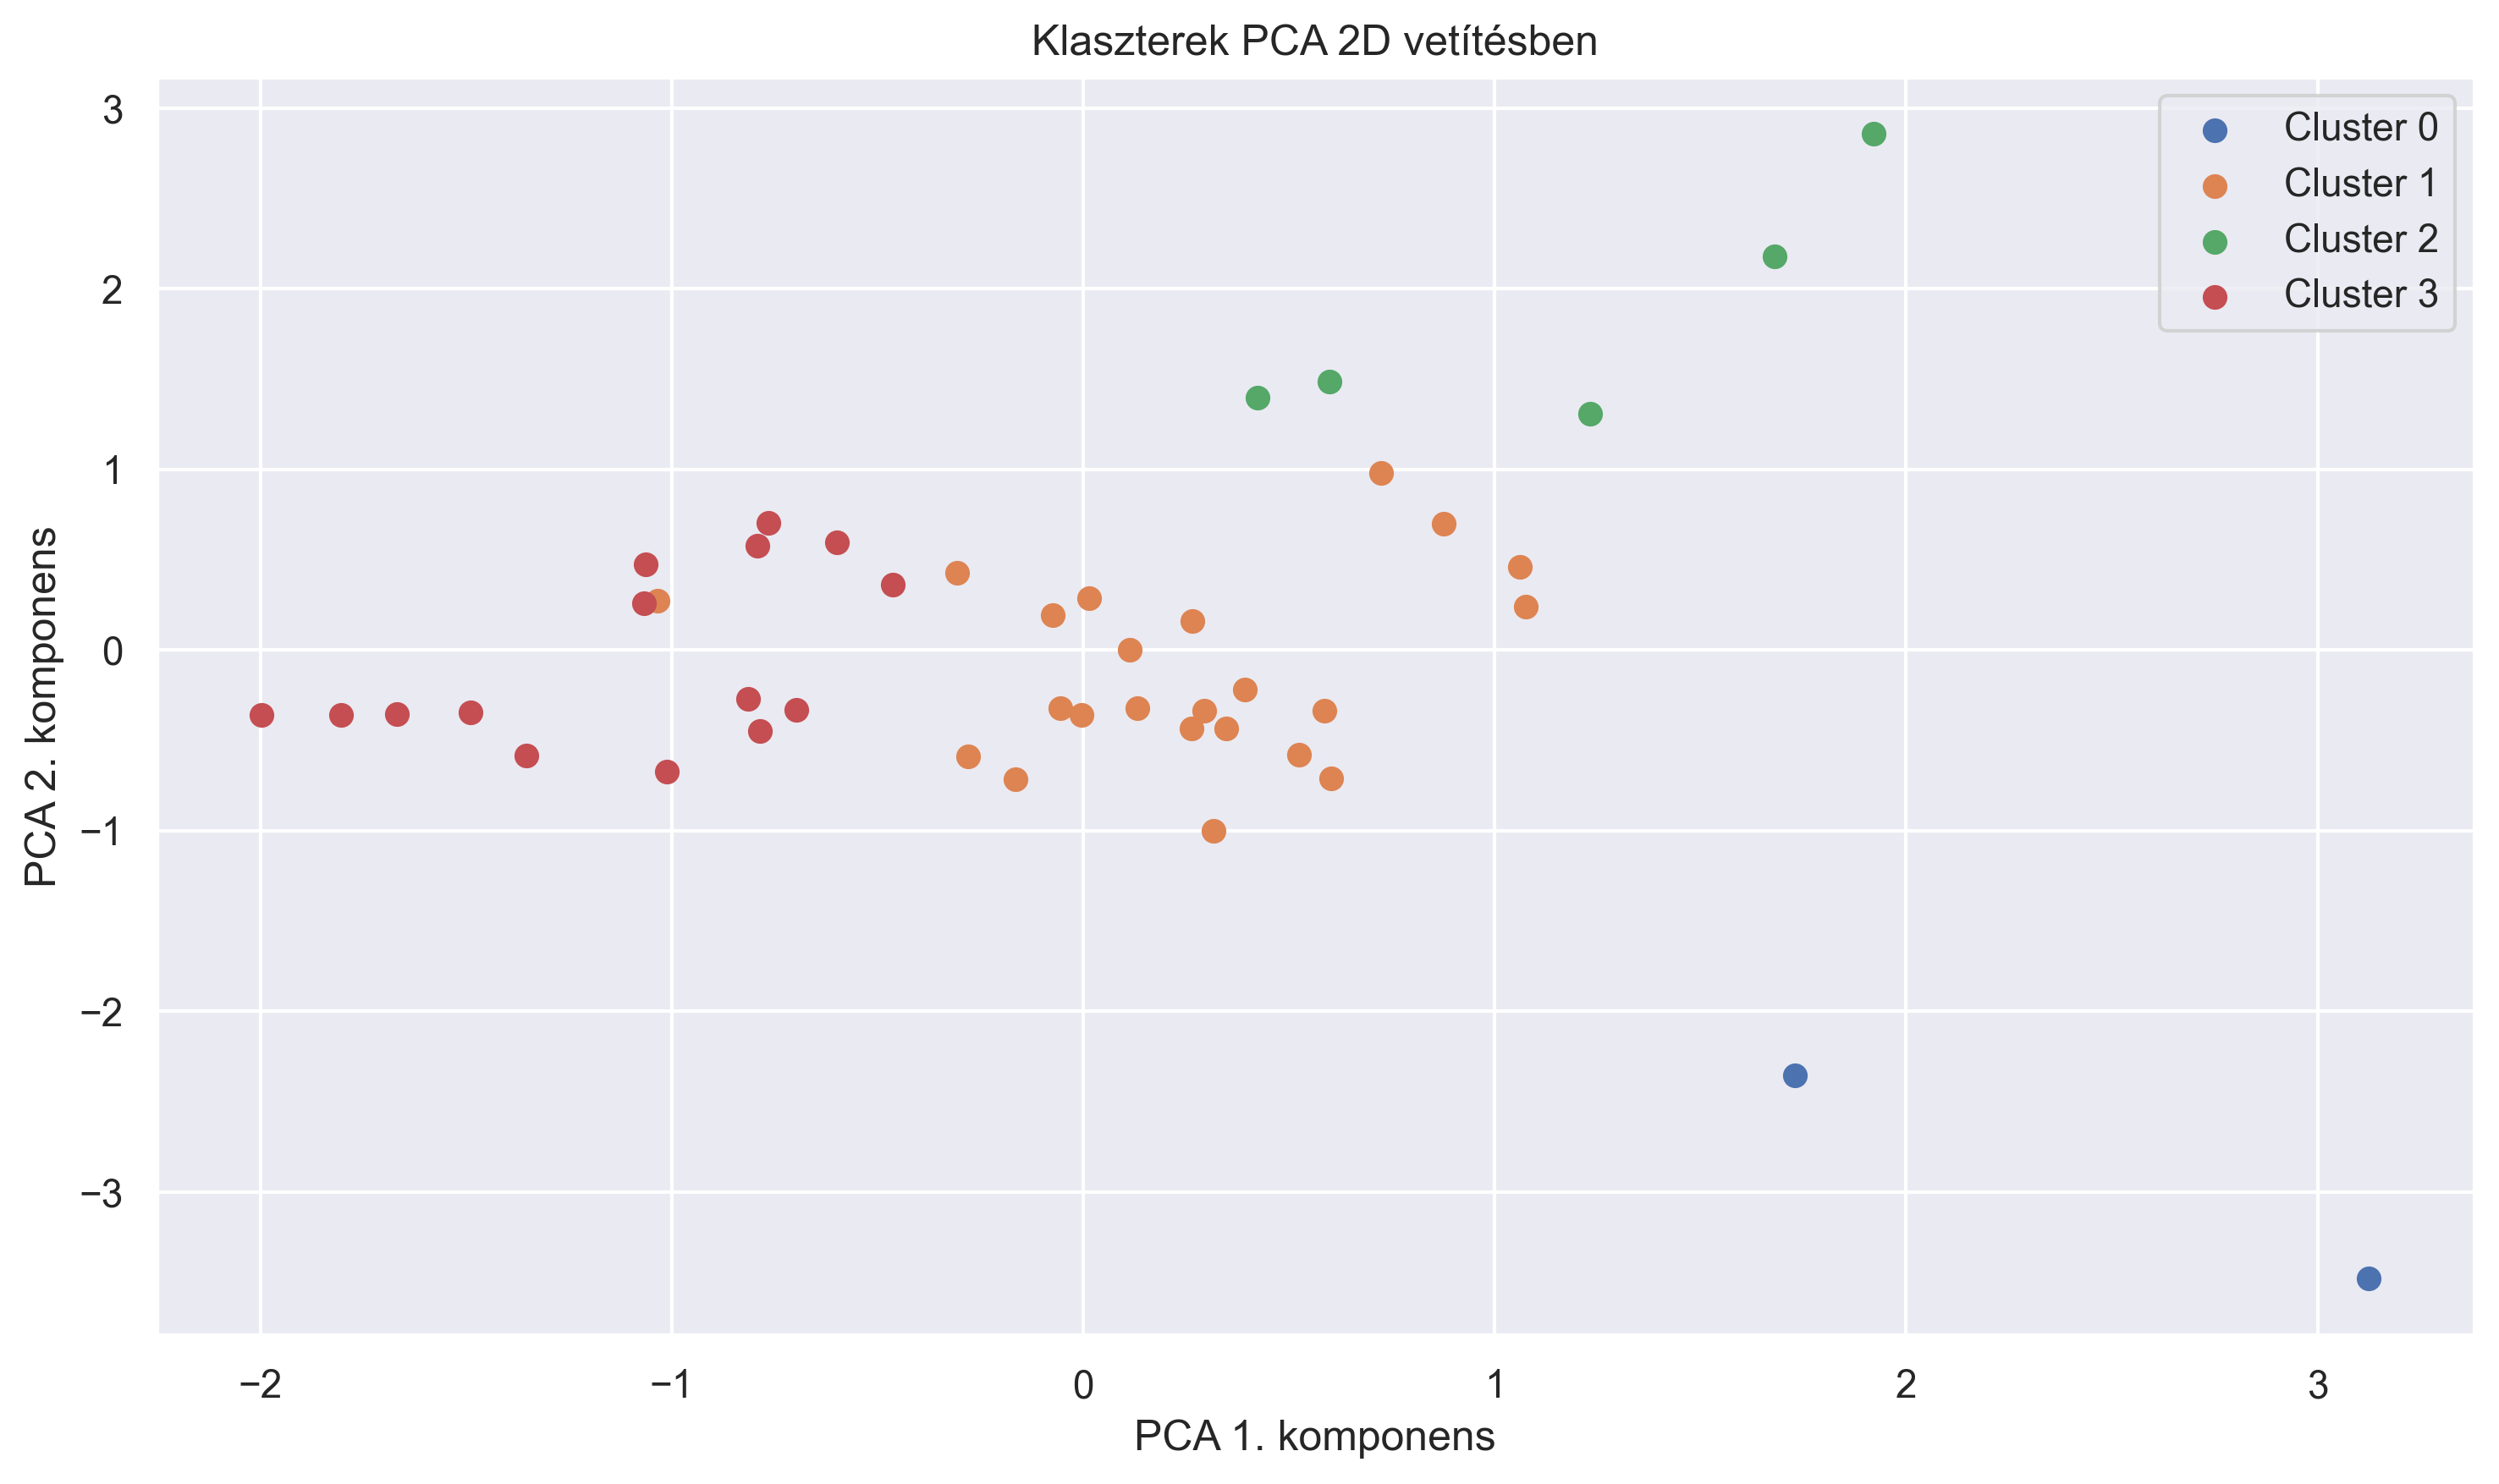 Klaszterek PCA 2D vetítésben
3
2
1
0
−1
−2
−3
PCA 2. komponens
Cluster 0
Cluster 1
Cluster 2
Cluster 3
−2
−1
0
1
2
3
PCA 1. komponens